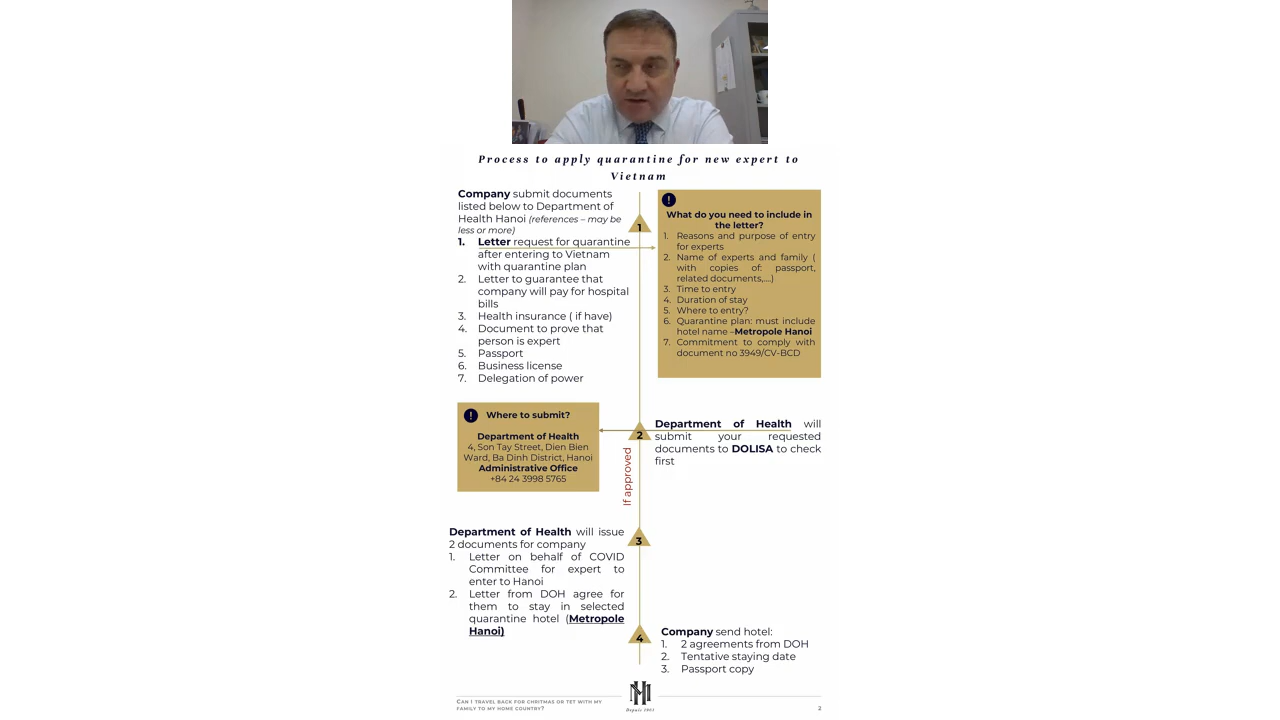 Process to apply quarantine for new expert to
Vietnam
Company submit documents
listed below to Department of
Health Hanoi (references – may be
less or more)
1. Letter request for quarantine
after entering to Vietnam
with quarantine plan
2. Letter to guarantee that
company will pay for hospital
bills
3. Health insurance ( if have)
4. Document to prove that
person is expert
5. Passport
6. Business license
7. Delegation of power
1
!
What do you need to include in
the letter?
1. Reasons and purpose of entry
for experts
2. Name of experts and family (
with copies of: passport,
related documents,...)
3. Time to entry
4. Duration of stay
5. Where to entry?
6. Quarantine plan: must include
hotel name –Metropole Hanoi
7. Commitment to comply with
document no 3949/CV-BCD
! Where to submit?
Department of Health
4, Son Tay Street, Dien Bien
Ward, Ba Dinh District, Hanoi
Administrative Office
+84 24 3998 5765
2
Department of Health will
submit your requested
documents to DOLISA to check
first
If approved
Department of Health will issue
2 documents for company
1. Letter on behalf of COVID
Committee for expert to
enter to Hanoi
2. Letter from DOH agree for
them to stay in selected
quarantine hotel (Metropole
Hanoi)
3
4
Company send hotel:
1. 2 agreements from DOH
2. Tentative staying date
3. Passport copy
CAN I TRAVEL BACK FOR CHRITMAS OR TET WITH MY
FAMILY TO MY HOME COUNTRY?
Depuis 1901
2